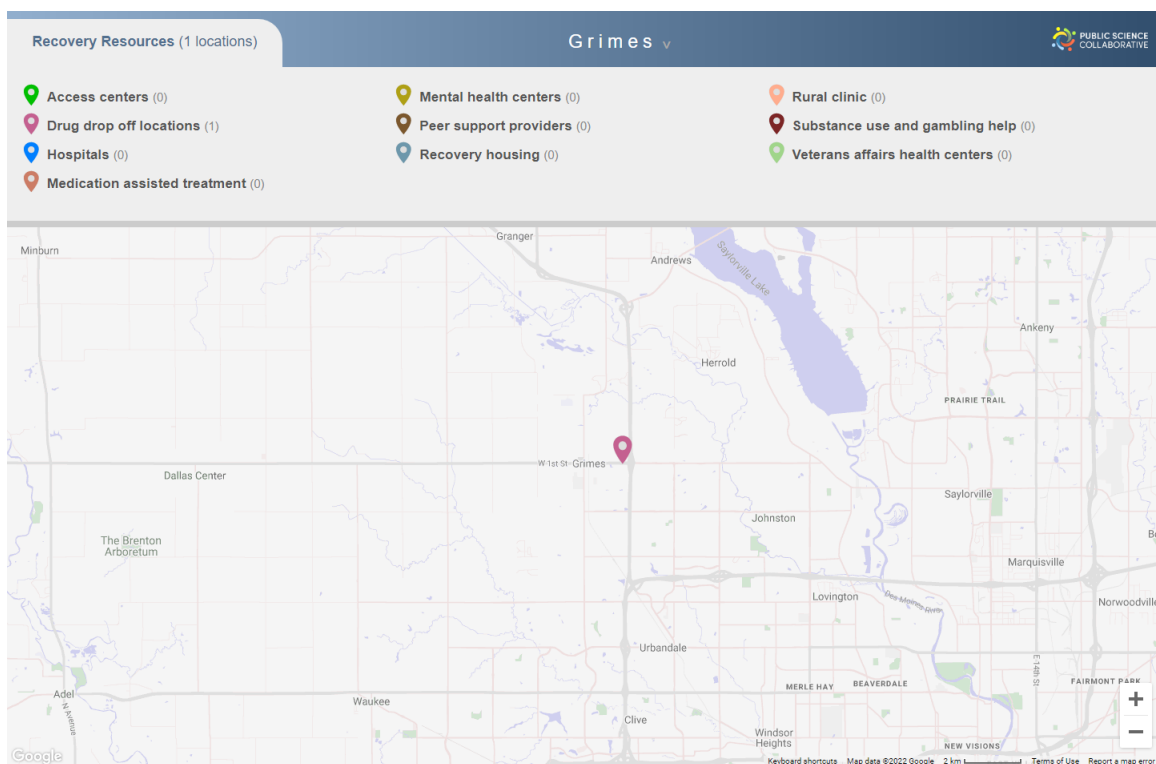 Recovery Resources (1 locations)
Grimes v
PUBLIC SCIENCE
COLLABORATIVE
Access centers (0)
Mental health centers (0)
Rural clinic (0)
Drug drop off locations (1)
Peer support providers (0)
Substance use and gambling help (0)
Hospitals (0)
Recovery housing (0)
Veterans affairs health centers (0)
Medication assisted treatment (0)
Minburn
Granger
Andrews
Saylorville Lake
Ankeny
Herrold
PRAIRIE TRAIL
W 1st St
Grimes
Dallas Center
Saylorville
Johnston
The Brenton
Arboretum
Marquisville
Lovington
Des Moines River
Norwoodville
Urbandale
E 14th St
MERLE HAY
BEAVERDALE
FAIRMONT PARK
Adel
N Avenue
Waukee
Clive
Windsor
Heights
NEW VISIONS
+
−
Google
Keyboard shortcuts
Map data ©2022 Google
2 km
Terms of Use
Report a map error